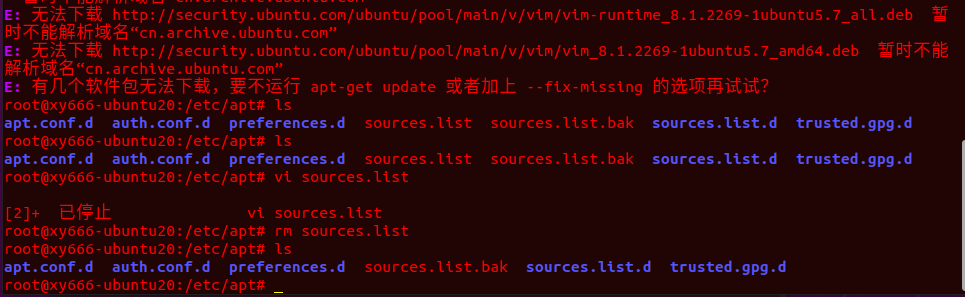 E: 无法下载 http://security.ubuntu.com/ubuntu/pool/main/v/vim/vim-runtime_8.1.2269-1ubuntu5.7_all.deb  暂
时不能解析域名“cn.archive.ubuntu.com”
E: 无法下载 http://security.ubuntu.com/ubuntu/pool/main/v/vim/vim_8.1.2269-1ubuntu5.7_amd64.deb  暂时不能
解析域名“cn.archive.ubuntu.com”
E: 有几个软件包无法下载，要不运行 apt-get update 或者加上 --fix-missing 的选项再试试？
root@xy666-ubuntu20:/etc/apt# ls
apt.conf.d  auth.conf.d  preferences.d  sources.list  sources.list.bak  sources.list.d  trusted.gpg.d
root@xy666-ubuntu20:/etc/apt# ls
apt.conf.d  auth.conf.d  preferences.d  sources.list  sources.list.bak  sources.list.d  trusted.gpg.d
root@xy666-ubuntu20:/etc/apt# vi sources.list
[2]+  已停止               vi sources.list
root@xy666-ubuntu20:/etc/apt# rm sources.list
root@xy666-ubuntu20:/etc/apt# ls
apt.conf.d  auth.conf.d  preferences.d  sources.list.bak  sources.list.d  trusted.gpg.d
root@xy666-ubuntu20:/etc/apt# _